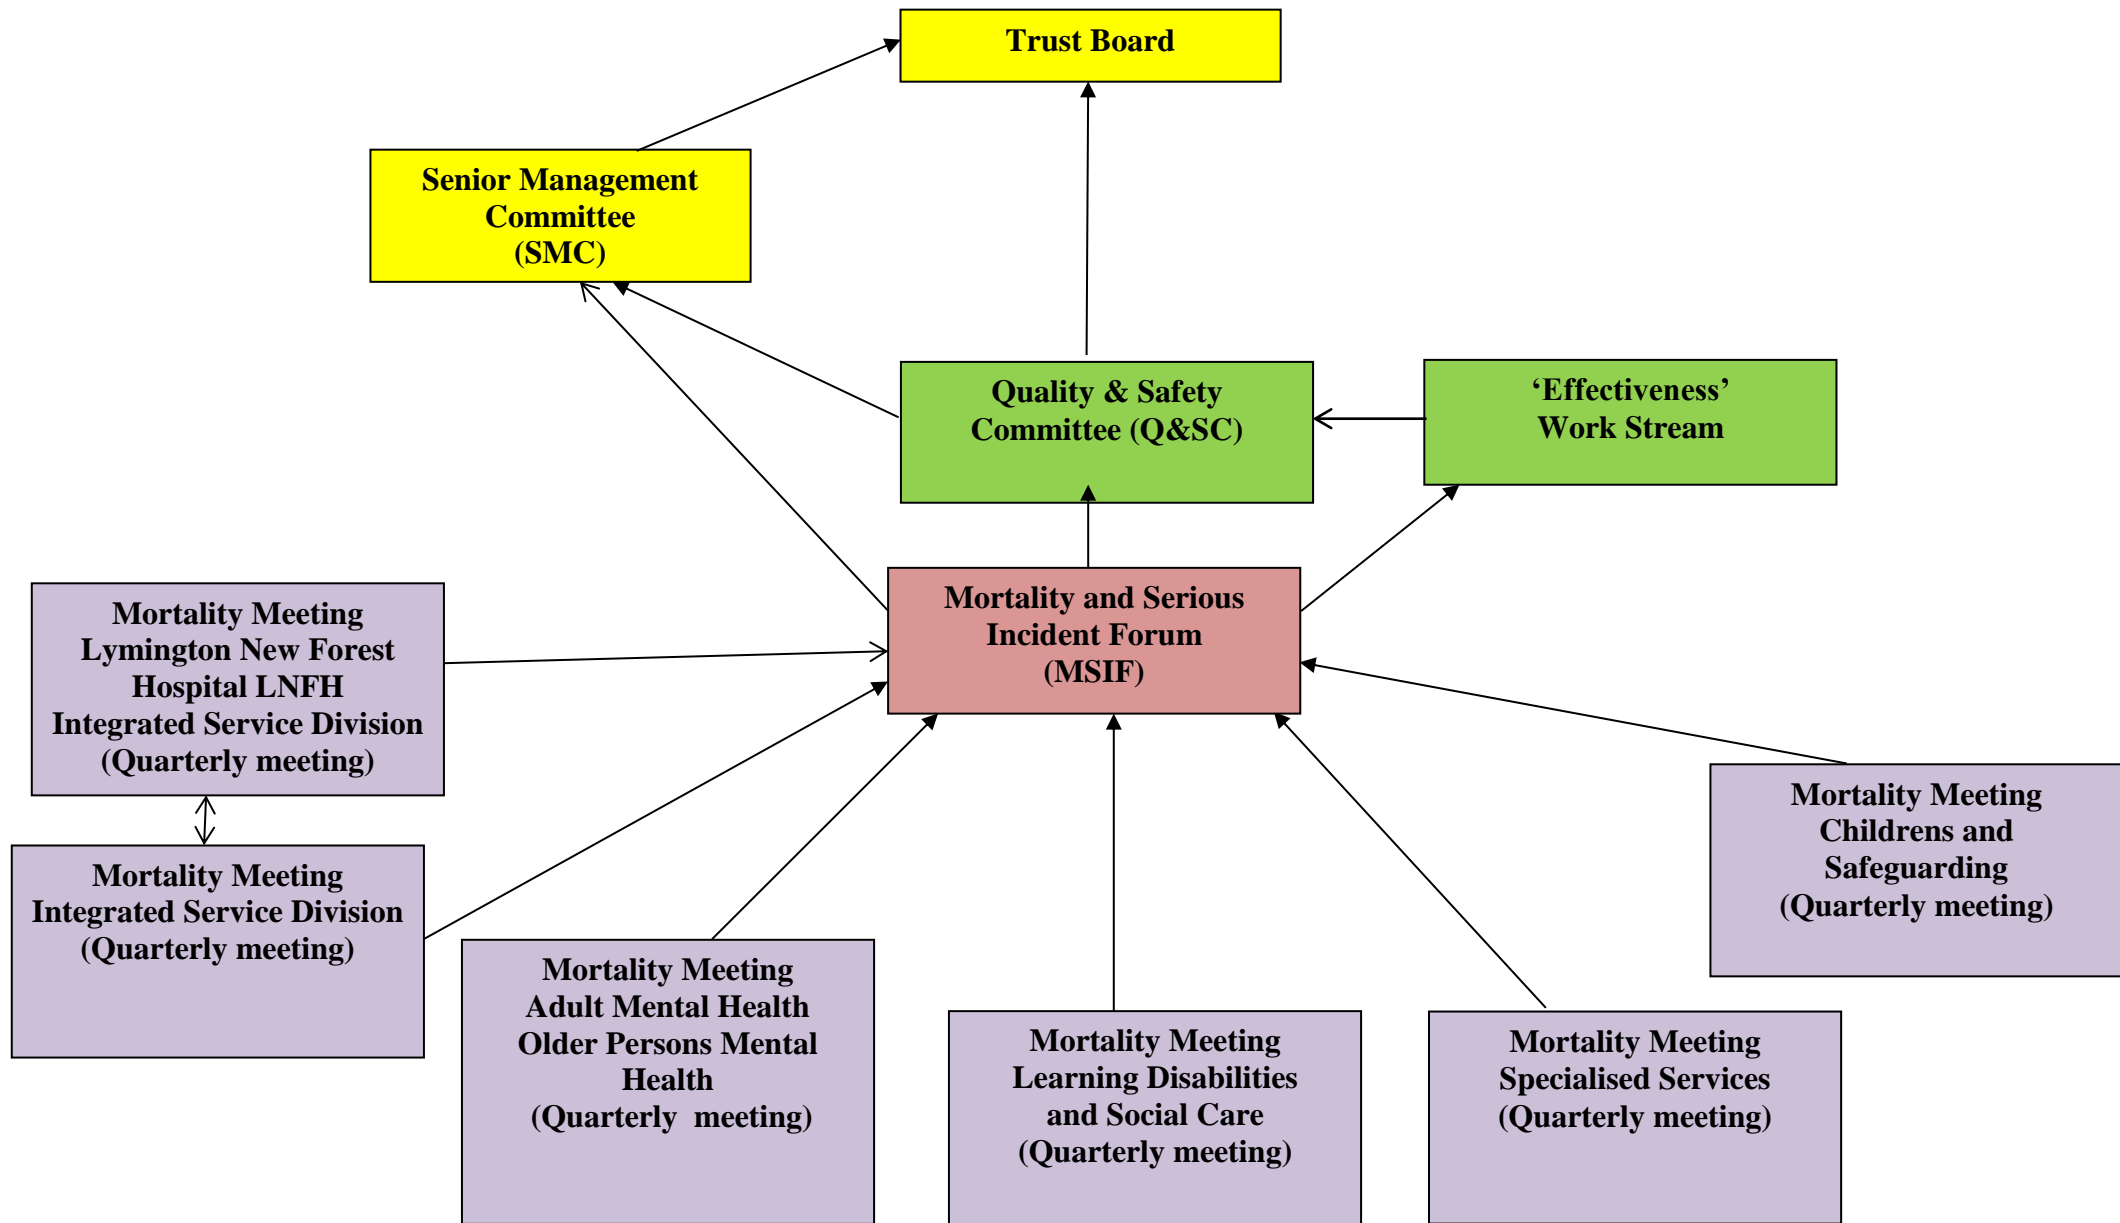 Trust Board
Senior Management
Committee
(SMC)
Quality & Safety
Committee (Q&SC)
‘Effectiveness’
Work Stream
Mortality and Serious
Incident Forum
(MSIF)
Mortality Meeting
Lymington New Forest
Hospital LNFH
Integrated Service Division
(Quarterly meeting)
Mortality Meeting
Integrated Service Division
(Quarterly meeting)
Mortality Meeting
Adult Mental Health
Older Persons Mental
Health
(Quarterly  meeting)
Mortality Meeting
Learning Disabilities
and Social Care
(Quarterly meeting)
Mortality Meeting
Specialised Services
(Quarterly meeting)
Mortality Meeting
Childrens and
Safeguarding
(Quarterly meeting)